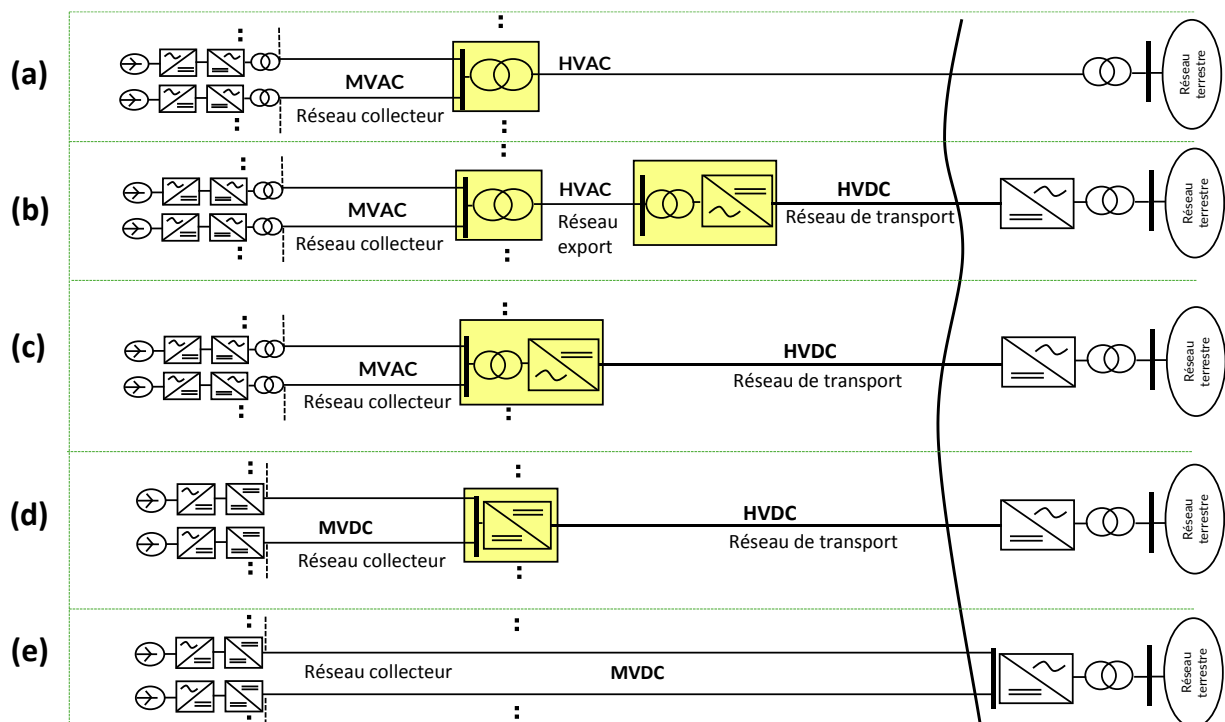 (a)
MVAC
Réseau collecteur
HVAC
Réseau
terrestre
(b)
MVAC
Réseau collecteur
HVAC
Réseau
export
HVDC
Réseau de transport
Réseau
terrestre
(c)
MVAC
Réseau collecteur
HVDC
Réseau de transport
Réseau
terrestre
(d)
MVDC
Réseau collecteur
HVDC
Réseau de transport
Réseau
terrestre
(e)
Réseau collecteur
MVDC
Réseau
terrestre